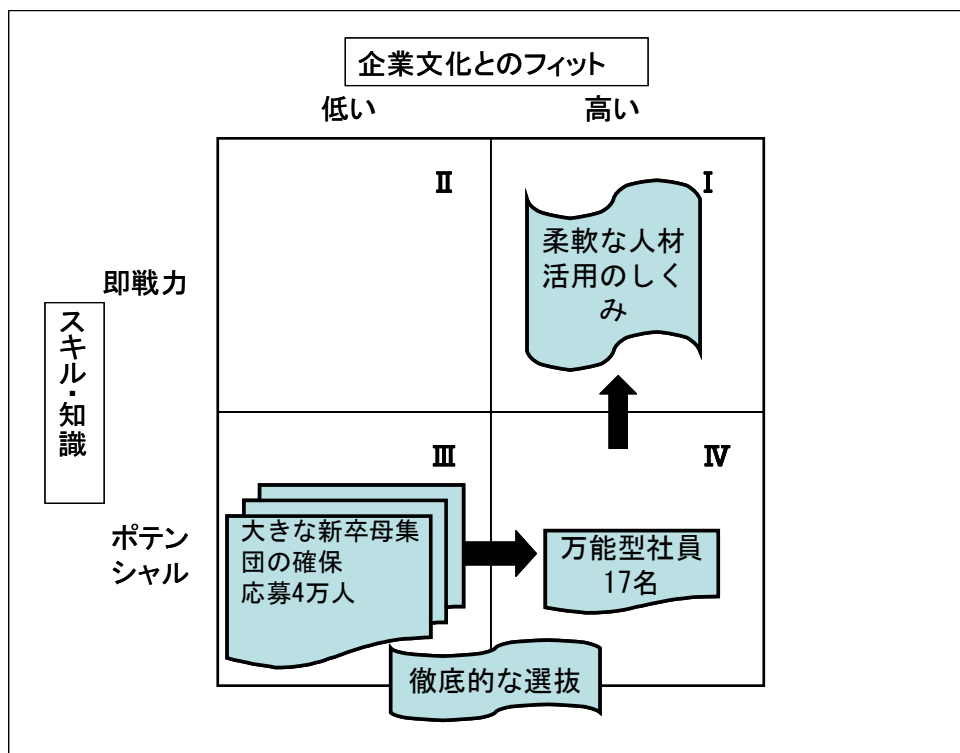 企業文化とのフィット
低い
高い
Ⅱ
Ⅰ
柔軟な人材
活用のしく
み
即戦力
スキル・知識
Ⅲ
Ⅳ
ポテン
シャル
大きな新卒母集
団の確保
応募4万人
万能型社員
17名
徹底的な選抜